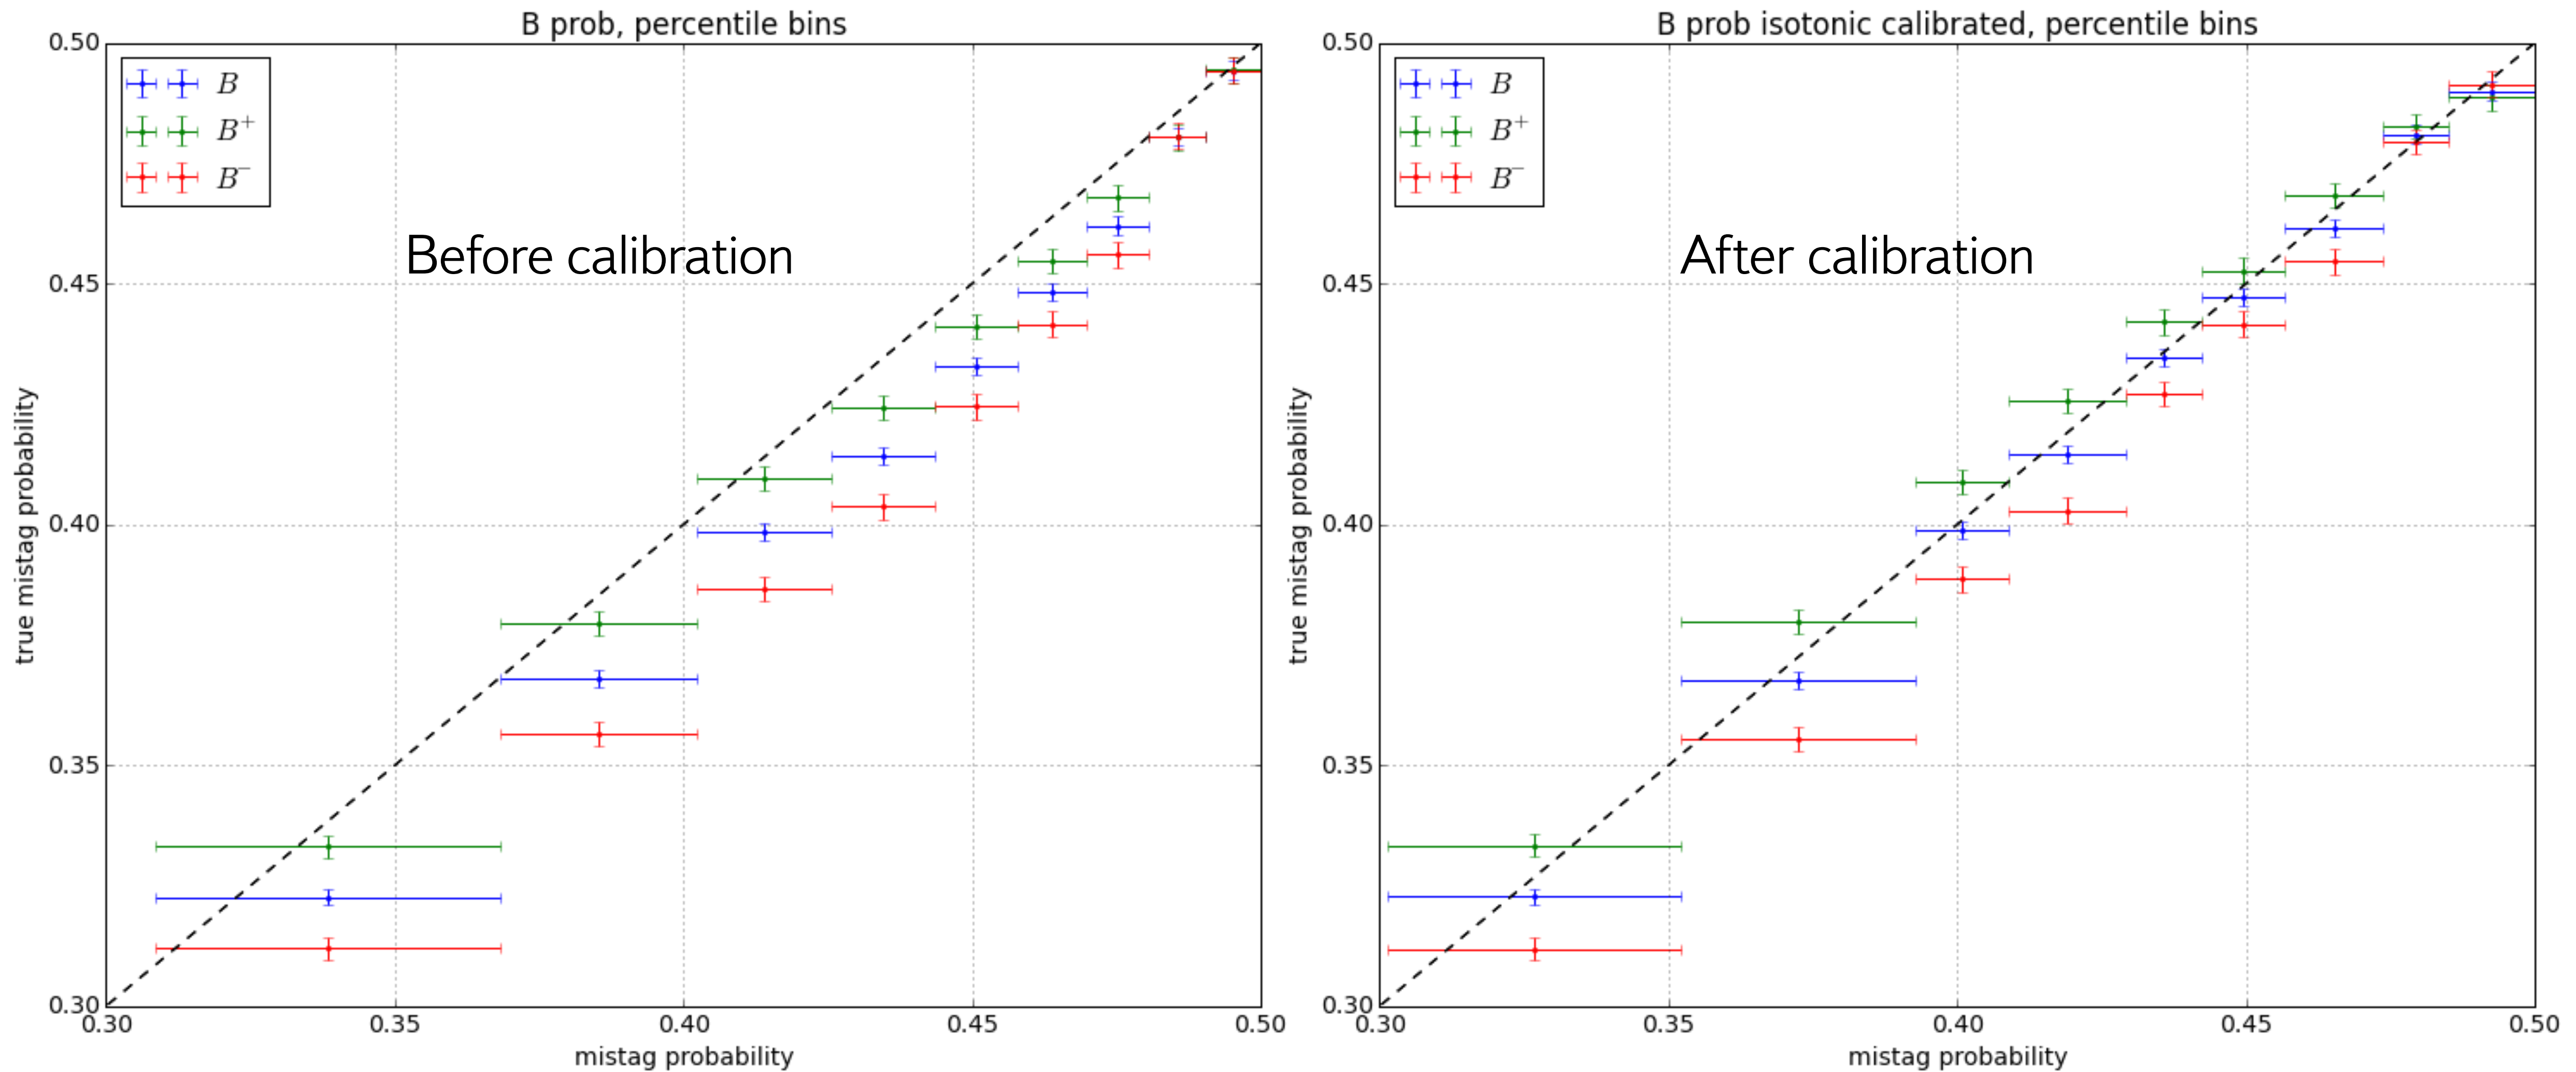 B prob, percentile bins
0.50
0.45
0.40
0.35
0.30
true mistag probability
B
B⁺
B⁻
Before calibration
0.30 0.35 0.40 0.45 0.50
mistag probability
B prob isotonic calibrated, percentile bins
0.50
0.45
0.40
0.35
0.30
true mistag probability
B
B⁺
B⁻
After calibration
0.30 0.35 0.40 0.45 0.50
mistag probability